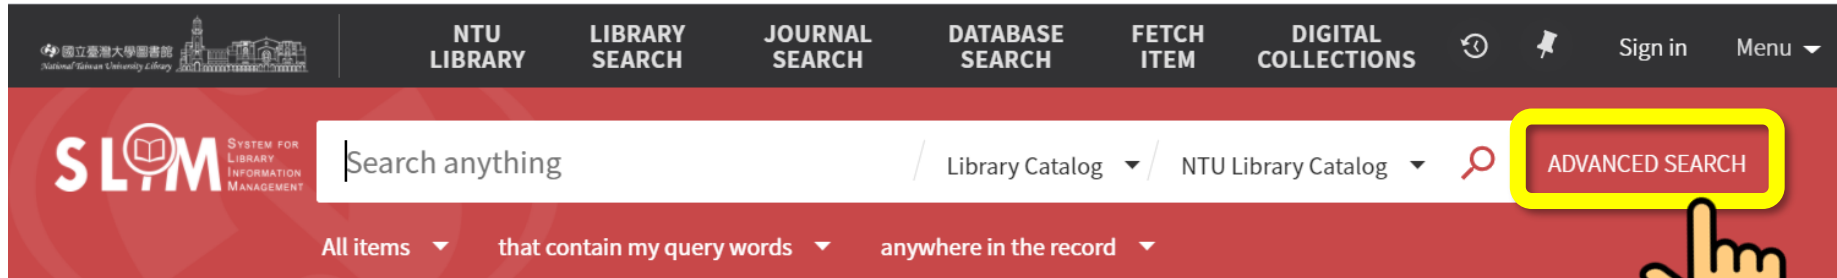 國立臺灣大學圖書館
National Taiwan University Library
NTU LIBRARY
LIBRARY SEARCH
JOURNAL SEARCH
DATABASE SEARCH
FETCH ITEM
DIGITAL COLLECTIONS
Sign in
Menu
SLIM
SYSTEM FOR
LIBRARY
INFORMATION
MANAGEMENT
Search anything
Library Catalog
NTU Library Catalog
ADVANCED SEARCH
All items
that contain my query words
anywhere in the record